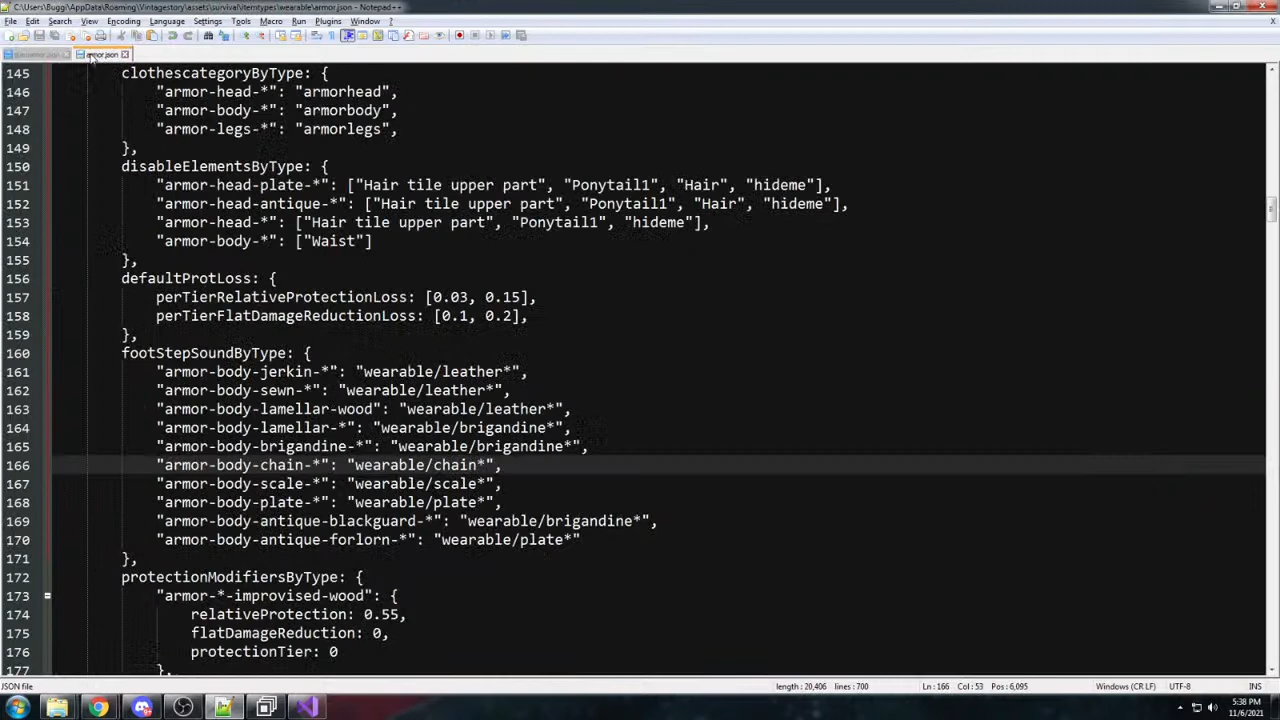 C:\Users\Buggi\AppData\Roaming\Vintagestory\assets\survival\itemtypes\wearable\armor.json - Notepad++
File Edit Search View Encoding Language Settings Tools Macro Run Plugins Window ?
armor.json
145 clothescategoryByType: {
146 "armor-head-*": "armorhead",
147 "armor-body-*": "armorbody",
148 "armor-legs-*": "armorlegs",
149 },
150 disableElementsByType: {
151 "armor-head-plate-*": ["Hair tile upper part", "Ponytail1", "Hair", "hideme"],
152 "armor-head-antique-*": ["Hair tile upper part", "Ponytail1", "Hair", "hideme"],
153 "armor-head-*": ["Hair tile upper part", "Ponytail1", "hideme"],
154 "armor-body-*": ["Waist"]
155 },
156 defaultProtLoss: {
157 perTierRelativeProtectionLoss: [0.03, 0.15],
158 perTierFlatDamageReductionLoss: [0.1, 0.2],
159 },
160 footStepSoundByType: {
161 "armor-body-jerkin-*": "wearable/leather*",
162 "armor-body-sewn-*": "wearable/leather*",
163 "armor-body-lamellar-wood": "wearable/leather*",
164 "armor-body-lamellar-*": "wearable/brigandine*",
165 "armor-body-brigandine-*": "wearable/brigandine*",
166 "armor-body-chain-*": "wearable/chain*",
167 "armor-body-scale-*": "wearable/scale*",
168 "armor-body-plate-*": "wearable/plate*",
169 "armor-body-antique-blackguard-*": "wearable/brigandine*",
170 "armor-body-antique-forlorn-*": "wearable/plate*"
171 },
172 protectionModifiersByType: {
173 "armor-*-improvised-wood": {
174 relativeProtection: 0.55,
175 flatDamageReduction: 0,
176 protectionTier: 0
177 },
JSON file length : 20,406 lines : 700 Ln : 166 Col : 53 Pos : 6,095 Windows (CR LF) UTF-8 INS
5:38 PM
11/6/2021